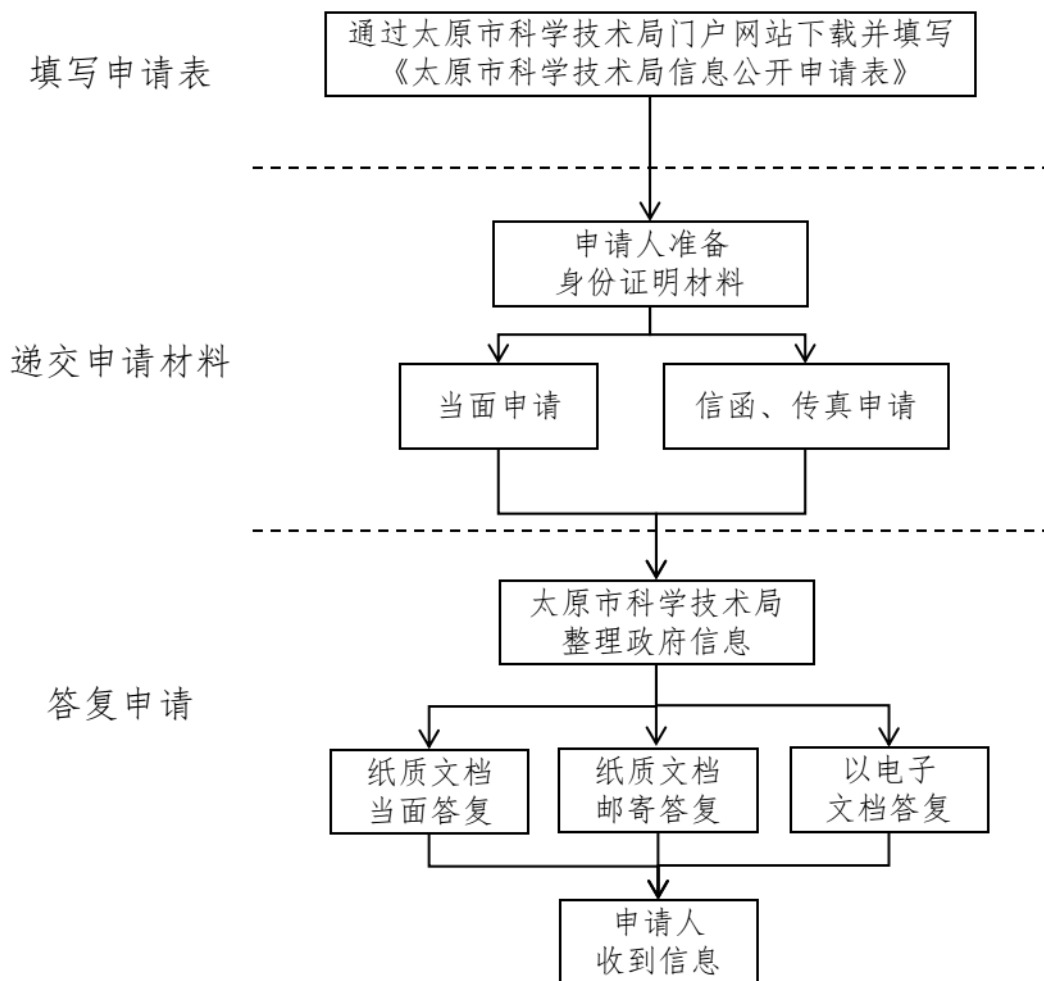 填写申请表
通过太原市科学技术局门户网站下载并填写
《太原市科学技术局信息公开申请表》
申请人准备
身份证明材料
递交申请材料
当面申请
信函、传真申请
太原市科学技术局
整理政府信息
答复申请
纸质文档
当面答复
纸质文档
邮寄答复
以电子
文档答复
申请人
收到信息